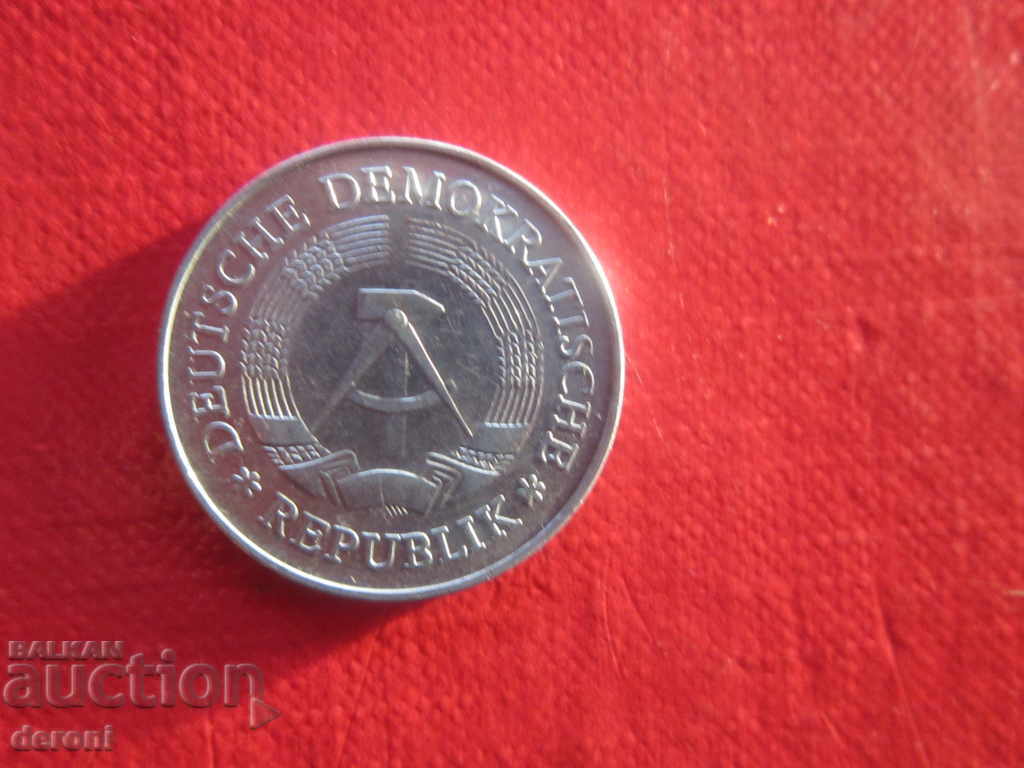 DEUTSCHE DEMOKRATISCHE
* REPUBLIK *
BALKAN
auction
deroni